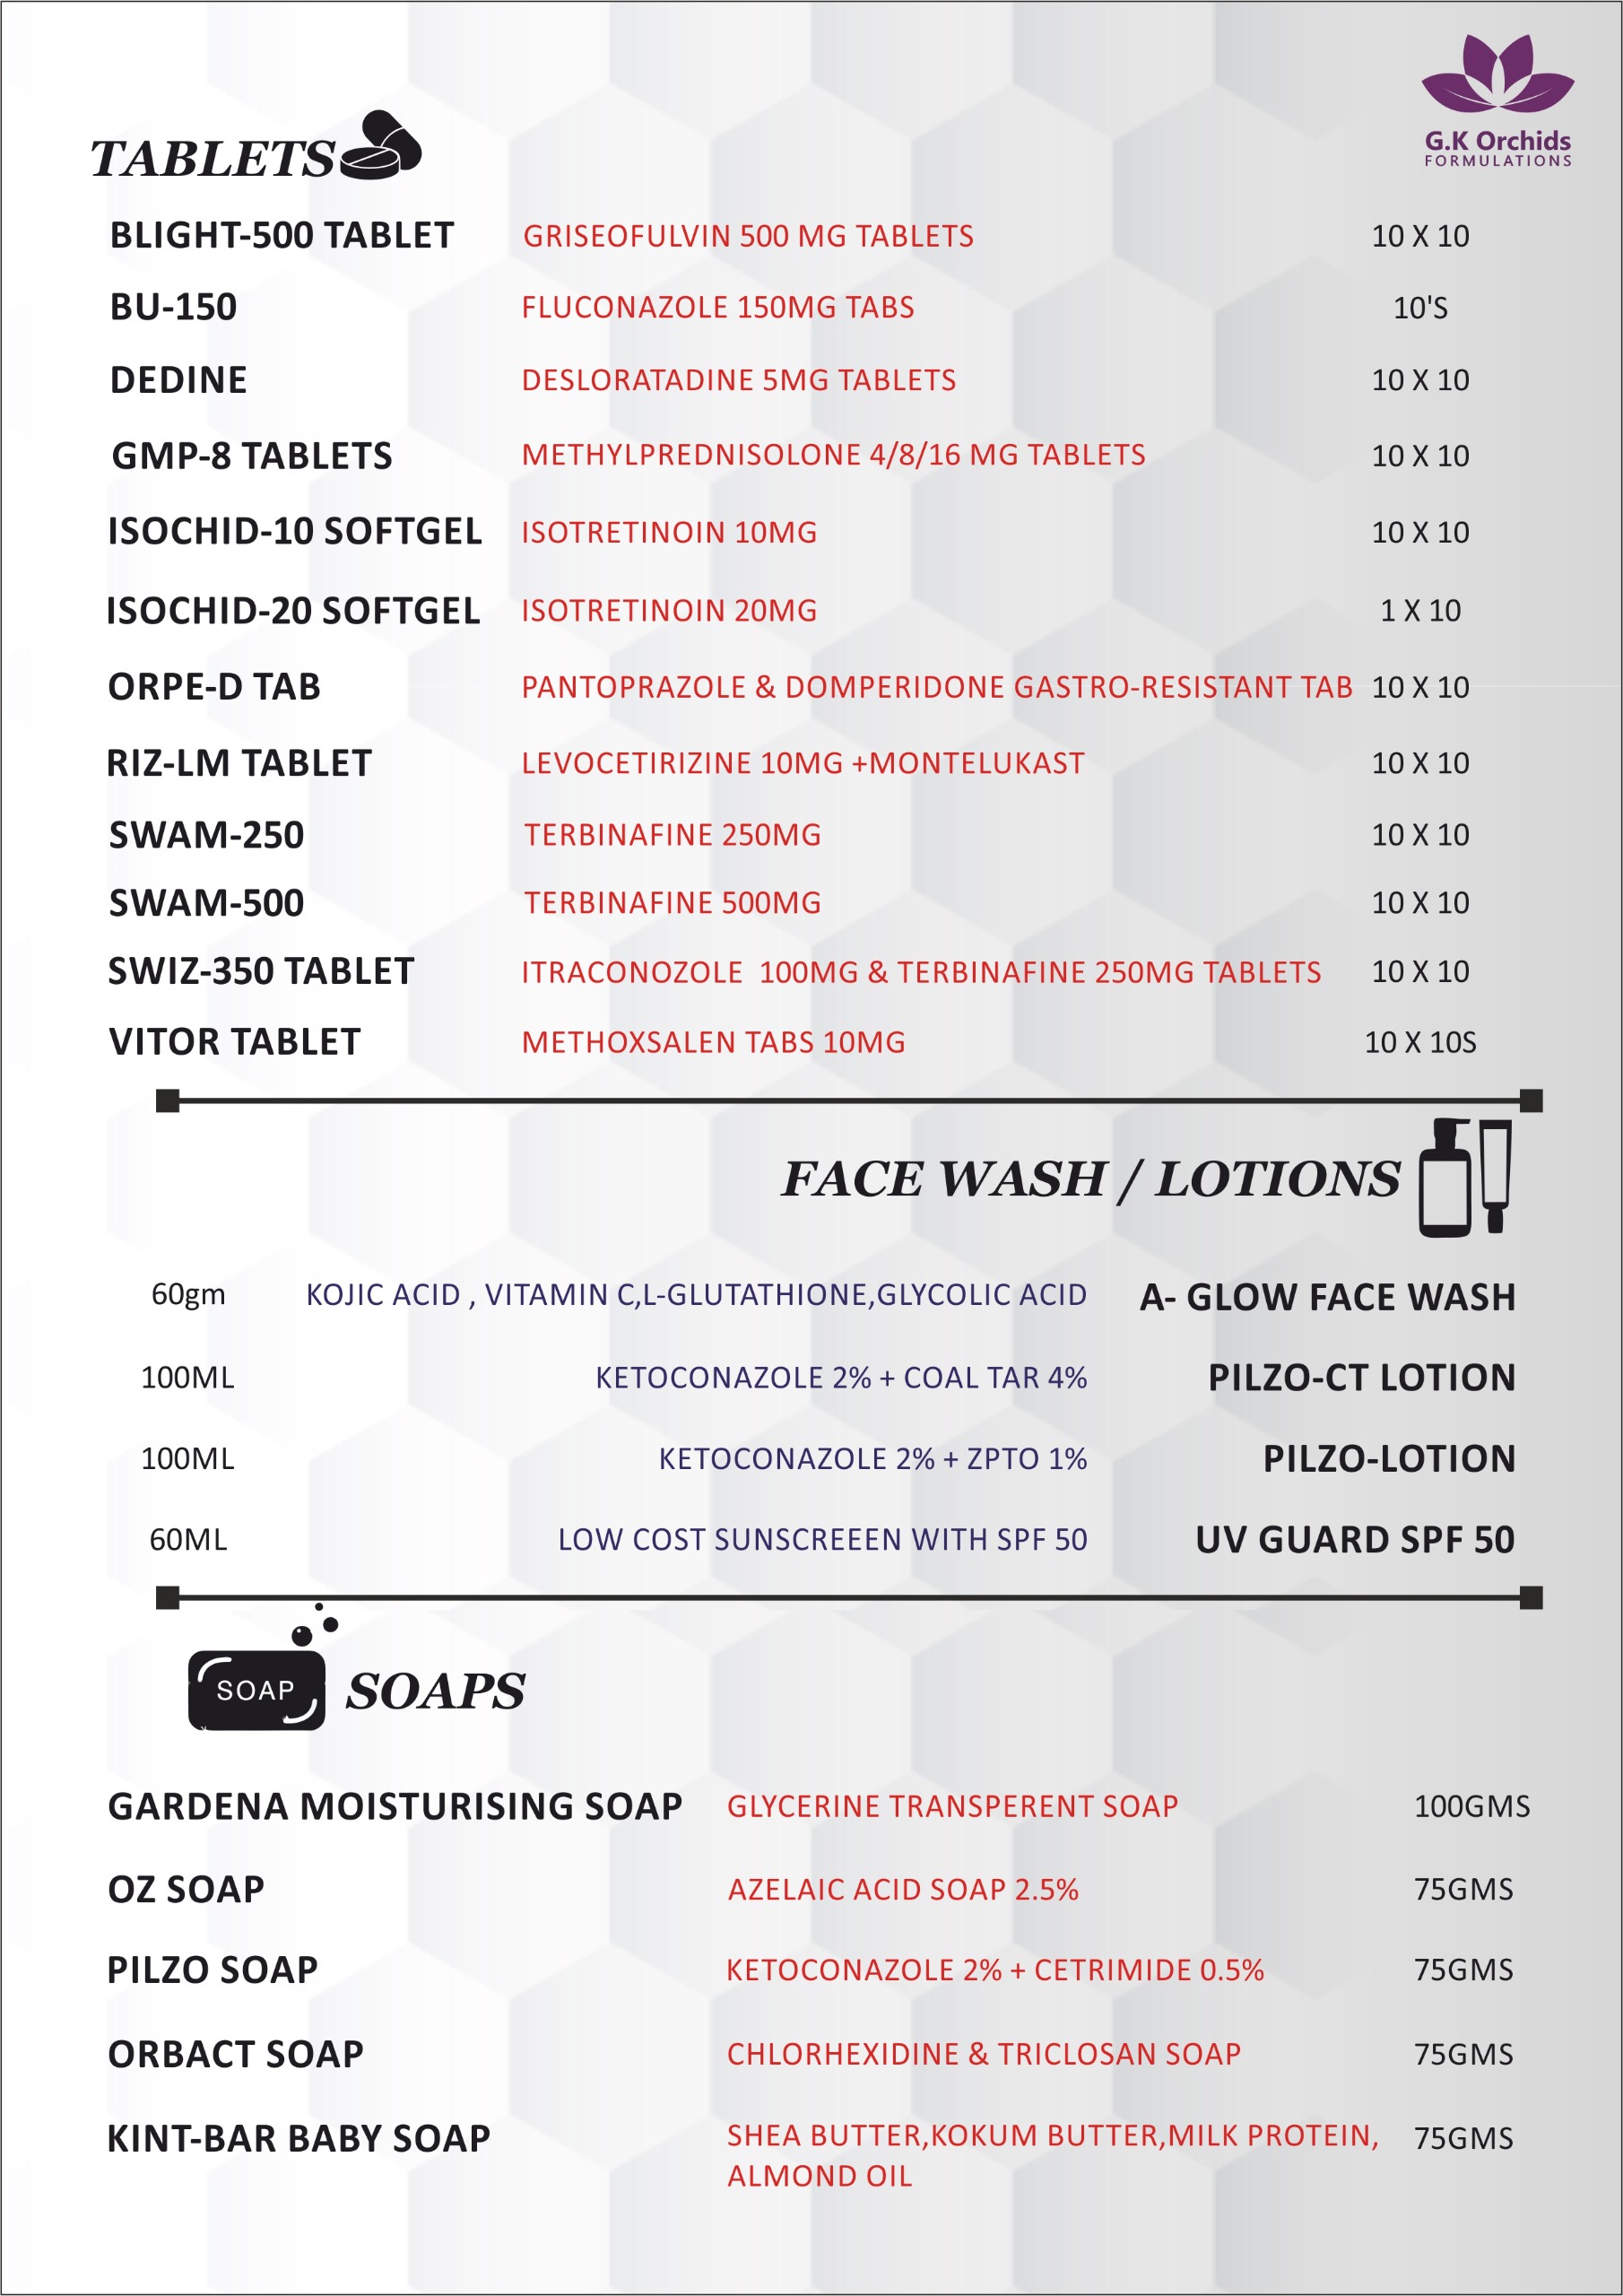 G.K Orchids
FORMULATIONS
TABLETS
BLIGHT-500 TABLET GRISEOFULVIN 500 MG TABLETS 10 X 10
BU-150 FLUCONAZOLE 150MG TABS 10'S
DEDINE DESLORATADINE 5MG TABLETS 10 X 10
GMP-8 TABLETS METHYLPREDNISOLONE 4/8/16 MG TABLETS 10 X 10
ISOCHID-10 SOFTGEL ISOTRETINOIN 10MG 10 X 10
ISOCHID-20 SOFTGEL ISOTRETINOIN 20MG 1 X 10
ORPE-D TAB PANTOPRAZOLE & DOMPERIDONE GASTRO-RESISTANT TAB 10 X 10
RIZ-LM TABLET LEVOCETIRIZINE 10MG +MONTELUKAST 10 X 10
SWAM-250 TERBINAFINE 250MG 10 X 10
SWAM-500 TERBINAFINE 500MG 10 X 10
SWIZ-350 TABLET ITRACONOZOLE 100MG & TERBINAFINE 250MG TABLETS 10 X 10
VITOR TABLET METHOXSALEN TABS 10MG 10 X 10S
FACE WASH / LOTIONS
60gm KOJIC ACID , VITAMIN C,L-GLUTATHIONE,GLYCOLIC ACID A- GLOW FACE WASH
100ML KETOCONAZOLE 2% + COAL TAR 4% PILZO-CT LOTION
100ML KETOCONAZOLE 2% + ZPTO 1% PILZO-LOTION
60ML LOW COST SUNSCREEEN WITH SPF 50 UV GUARD SPF 50
SOAP SOAPS
GARDENA MOISTURISING SOAP GLYCERINE TRANSPERENT SOAP 100GMS
OZ SOAP AZELAIC ACID SOAP 2.5% 75GMS
PILZO SOAP KETOCONAZOLE 2% + CETRIMIDE 0.5% 75GMS
ORBACT SOAP CHLORHEXIDINE & TRICLOSAN SOAP 75GMS
KINT-BAR BABY SOAP SHEA BUTTER,KOKUM BUTTER,MILK PROTEIN, 75GMS
ALMOND OIL